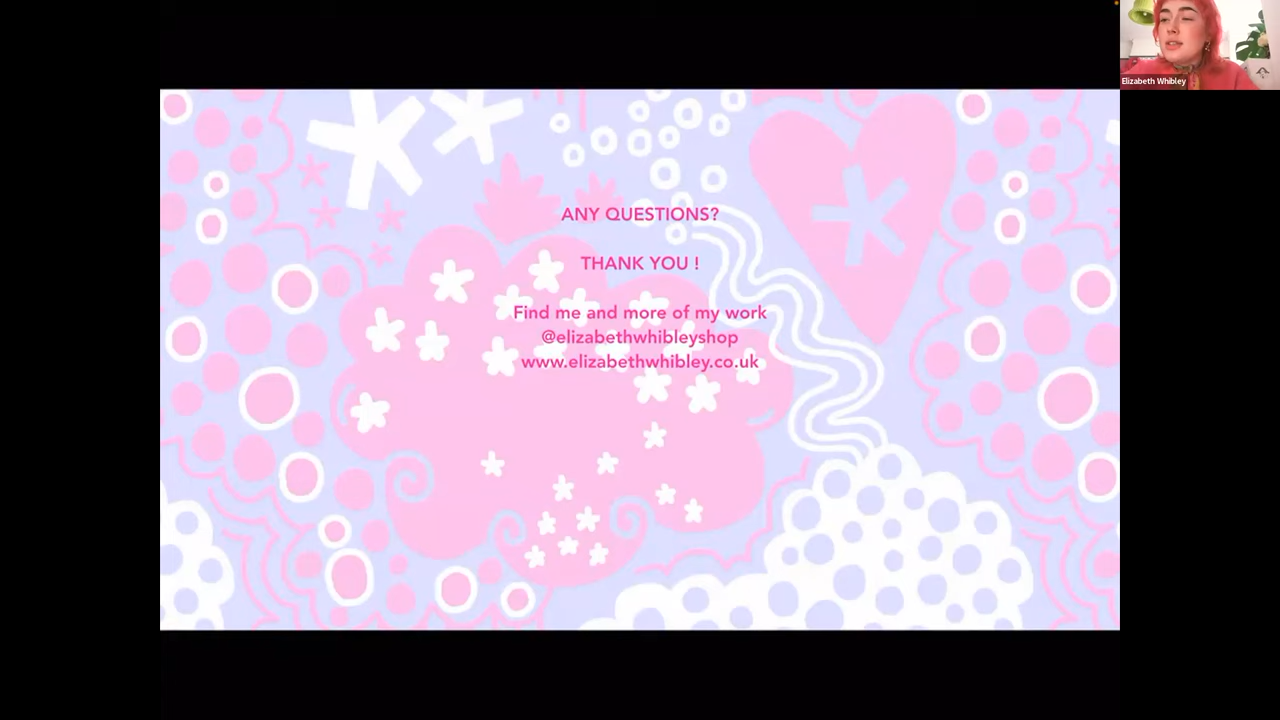 Elizabeth Whibley
ANY QUESTIONS?
THANK YOU !
Find me and more of my work
@elizabethwhibleyshop
www.elizabethwhibley.co.uk